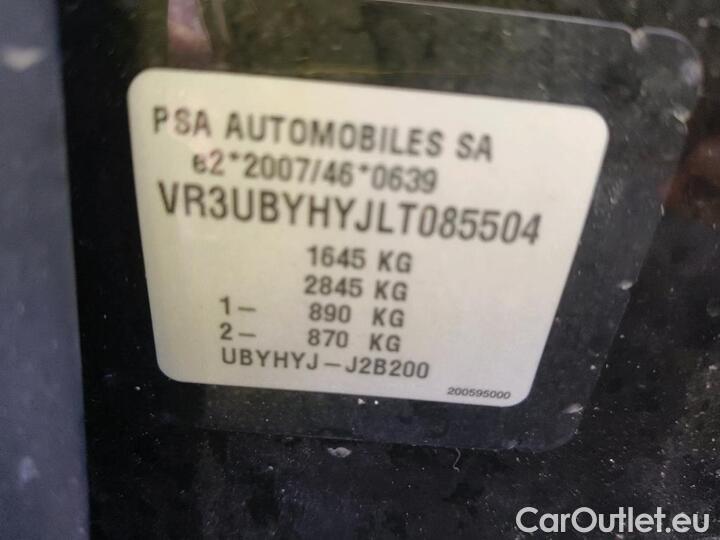 PSA AUTOMOBILES SA
e2*2007/46*0639
VR3UBYHYJLT085504
1645 KG
2845 KG
1- 890 KG
2- 870 KG
UBYHYJ-J2B200
200595000
CarOutlet.eu